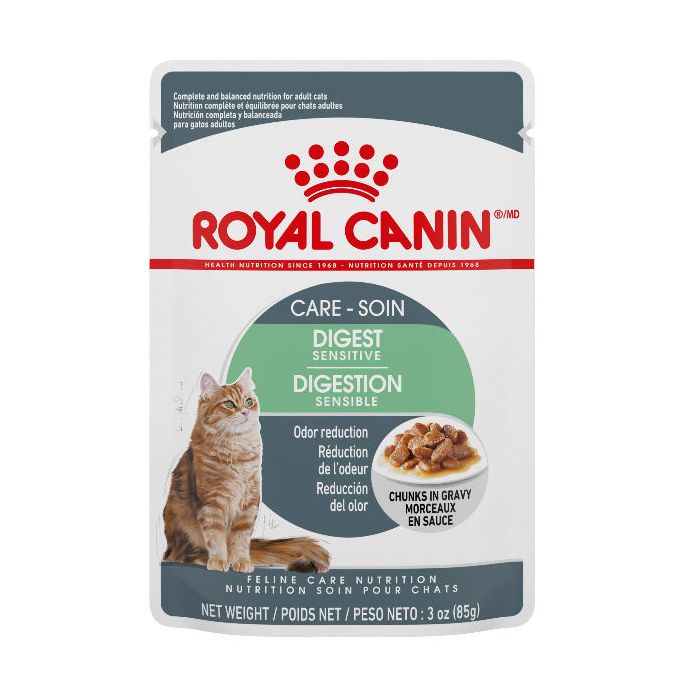 Complete and balanced nutrition for adult cats
Nutrition complète et équilibrée pour chats adultes
Nutrición completa y balanceada
para gatos adultos
ROYAL CANIN ®/MD
HEALTH NUTRITION SINCE 1968 - NUTRITION SANTÉ DEPUIS 1968
CARE - SOIN
DIGEST
SENSITIVE
DIGESTION
SENSIBLE
Odor reduction
Réduction
de l'odeur
Reducción
del olor
CHUNKS IN GRAVY
MORCEAUX
EN SAUCE
FELINE CARE NUTRITION
NUTRITION SOIN POUR CHATS
NET WEIGHT / POIDS NET / PESO NETO : 3 oz (85g)